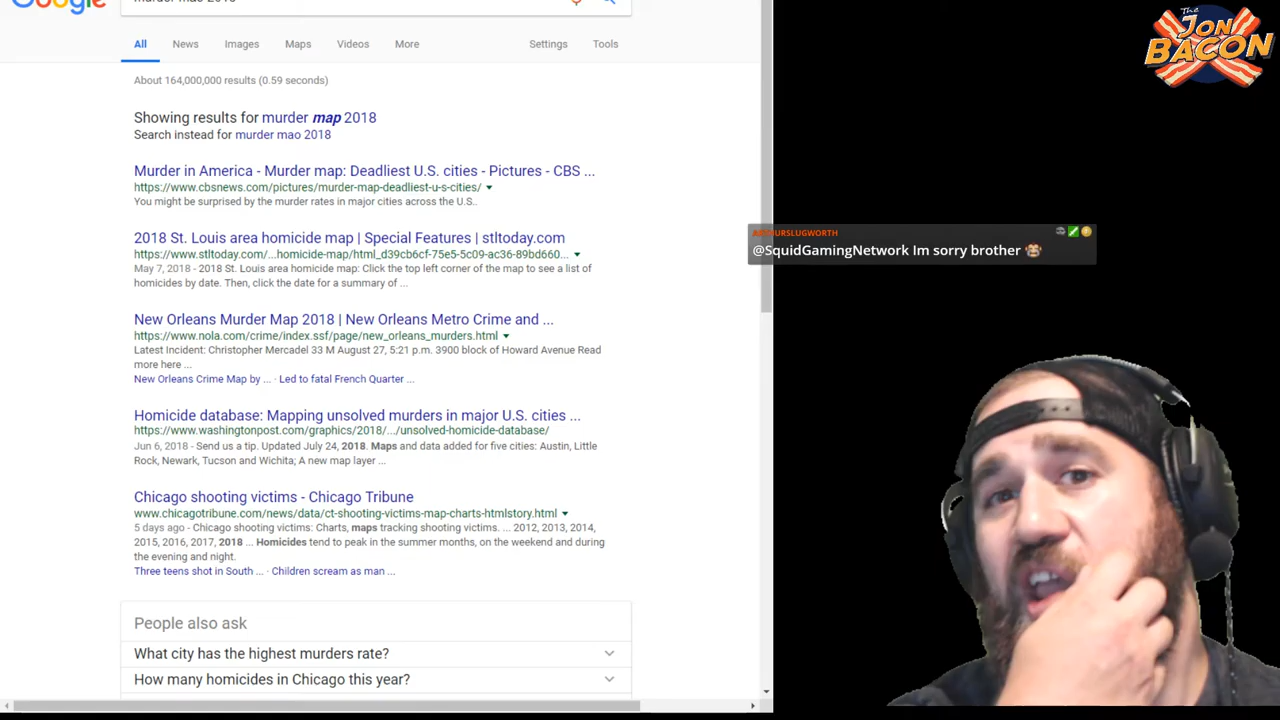 Google
murder mao 2018
All
News
Images
Maps
Videos
More
Settings
Tools
About 164,000,000 results (0.59 seconds)
Showing results for murder map 2018
Search instead for murder mao 2018
Murder in America - Murder map: Deadliest U.S. cities - Pictures - CBS ...
https://www.cbsnews.com/pictures/murder-map-deadliest-u-s-cities/
You might be surprised by the murder rates in major cities across the U.S..
2018 St. Louis area homicide map | Special Features | stltoday.com
https://www.stltoday.com/...homicide-map/html_d39cb6cf-75e5-5c09-ac36-89bd660...
May 7, 2018 - 2018 St. Louis area homicide map: Click the top left corner of the map to see a list of
homicides by date. Then, click the date for a summary of ...
New Orleans Murder Map 2018 | New Orleans Metro Crime and ...
https://www.nola.com/crime/index.ssf/page/new_orleans_murders.html
Latest Incident: Christopher Mercadel 33 M August 27, 5:21 p.m. 3900 block of Howard Avenue Read
more here ...
New Orleans Crime Map by ... · Led to fatal French Quarter ...
Homicide database: Mapping unsolved murders in major U.S. cities ...
https://www.washingtonpost.com/graphics/2018/.../unsolved-homicide-database/
Jun 6, 2018 - Send us a tip. Updated July 24, 2018. Maps and data added for five cities: Austin, Little
Rock, Newark, Tucson and Wichita; A new map layer ...
Chicago shooting victims - Chicago Tribune
www.chicagotribune.com/news/data/ct-shooting-victims-map-charts-htmlstory.html
5 days ago - Chicago shooting victims: Charts, maps tracking shooting victims. ... 2012, 2013, 2014,
2015, 2016, 2017, 2018 ... Homicides tend to peak in the summer months, on the weekend and during
the evening and night.
Three teens shot in South ... · Children scream as man ...
People also ask
What city has the highest murders rate?
How many homicides in Chicago this year?
The
JON
BACON
@SquidGamingNetwork Im sorry brother